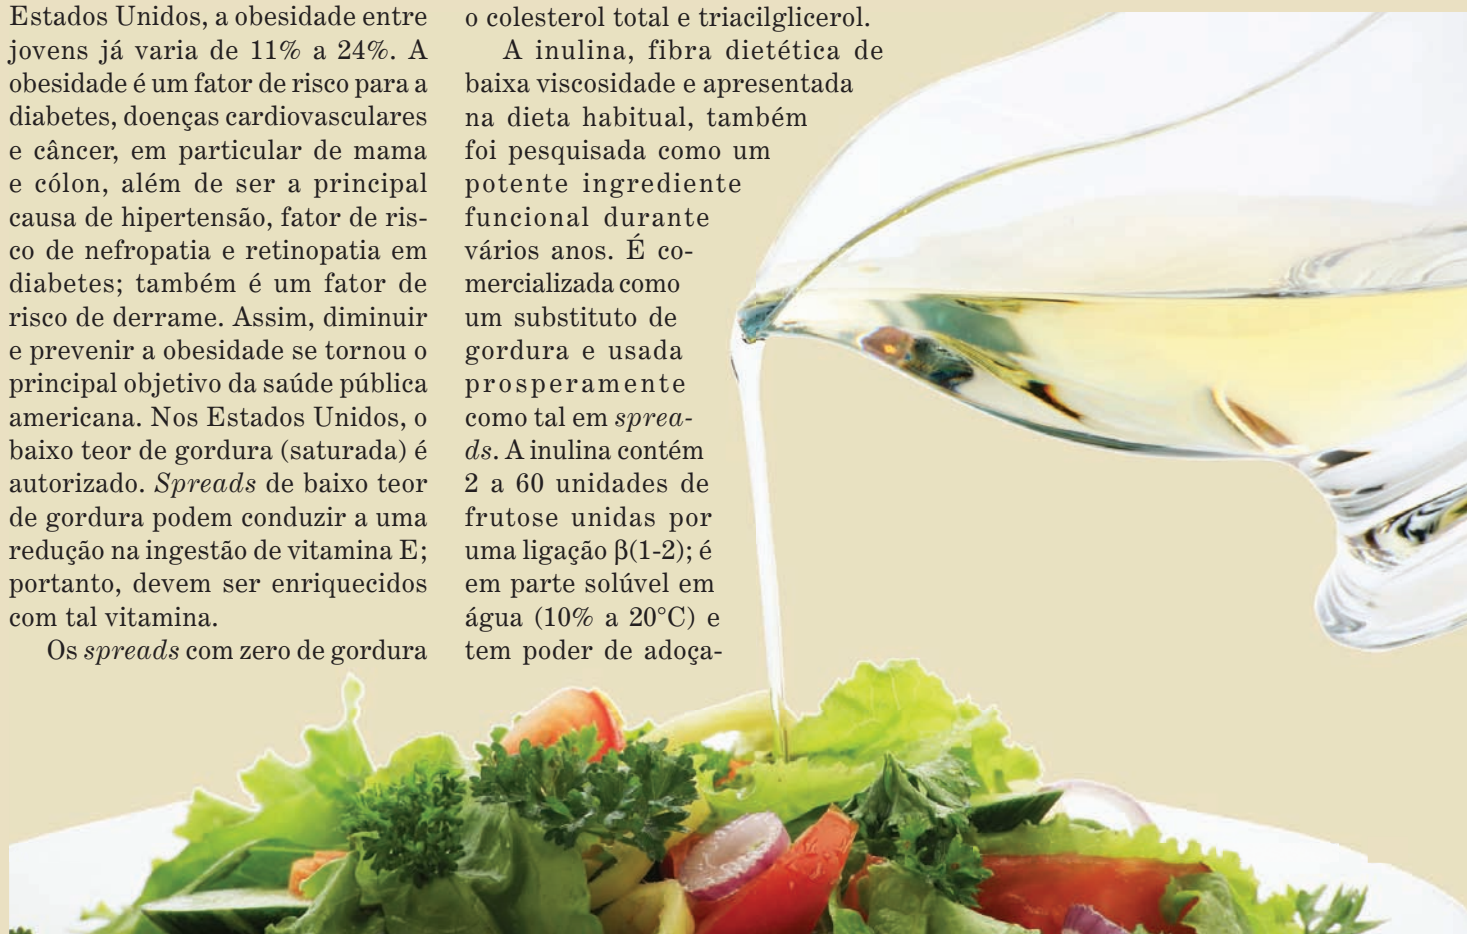 Estados Unidos, a obesidade entre
jovens já varia de 11% a 24%. A
obesidade é um fator de risco para a
diabetes, doenças cardiovasculares
e câncer, em particular de mama
e cólon, além de ser a principal
causa de hipertensão, fator de ris-
co de nefropatia e retinopatia em
diabetes; também é um fator de
risco de derrame. Assim, diminuir
e prevenir a obesidade se tornou o
principal objetivo da saúde pública
americana. Nos Estados Unidos, o
baixo teor de gordura (saturada) é
autorizado. Spreads de baixo teor
de gordura podem conduzir a uma
redução na ingestão de vitamina E;
portanto, devem ser enriquecidos
com tal vitamina.
Os spreads com zero de gordura
o colesterol total e triacilglicerol.
A inulina, fibra dietética de
baixa viscosidade e apresentada
na dieta habitual, também
foi pesquisada como um
potente ingrediente
funcional durante
vários anos. É co-
mercializada como
um substituto de
gordura e usada
prosperamente
como tal em sprea-
ds. A inulina contém
2 a 60 unidades de
frutose unidas por
uma ligação β(1-2); é
em parte solúvel em
água (10% a 20°C) e
tem poder de adoça-